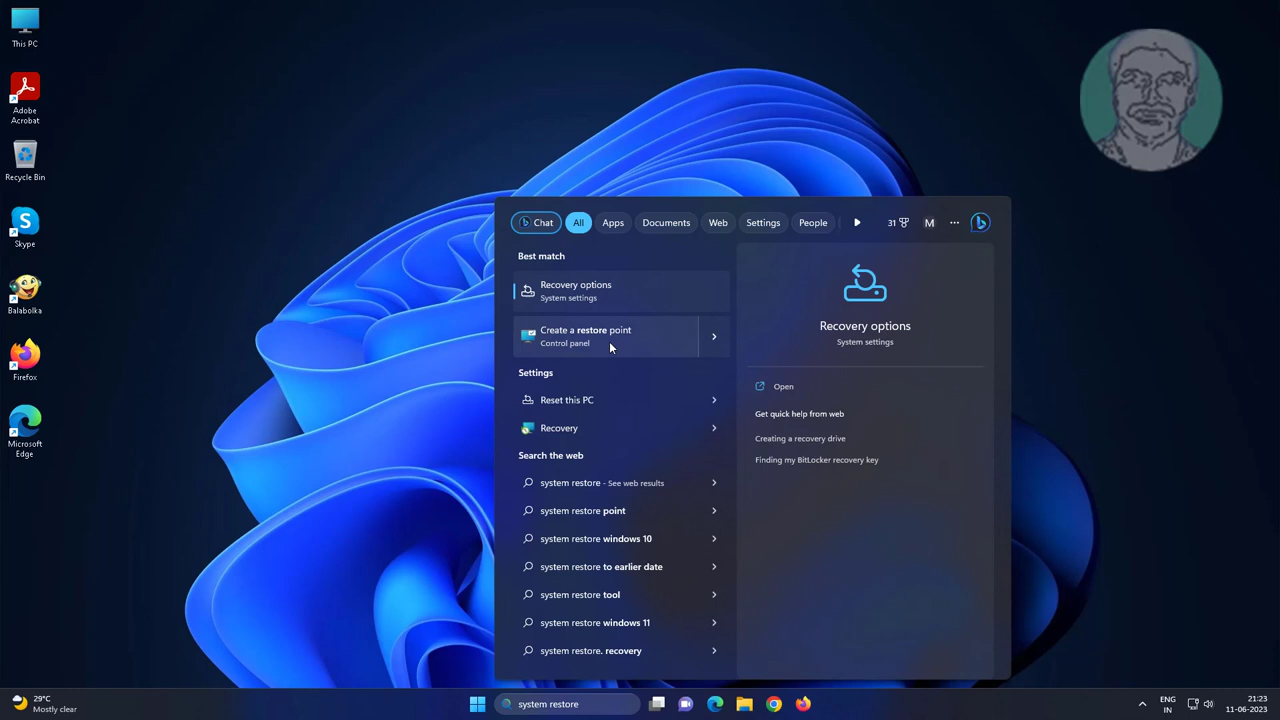 This PC
Adobe
Acrobat
Recycle Bin
Skype
Balabolka
Firefox
Microsoft
Edge
Chat
All
Apps
Documents
Web
Settings
People
31
M
Best match
Recovery options
System settings
Create a restore point
Control panel
Settings
Reset this PC
Recovery
Search the web
system restore - See web results
system restore point
system restore windows 10
system restore to earlier date
system restore tool
system restore windows 11
system restore. recovery
Recovery options
System settings
Open
Get quick help from web
Creating a recovery drive
Finding my BitLocker recovery key
29°C
Mostly clear
system restore
ENG
IN
21:23
11-06-2023